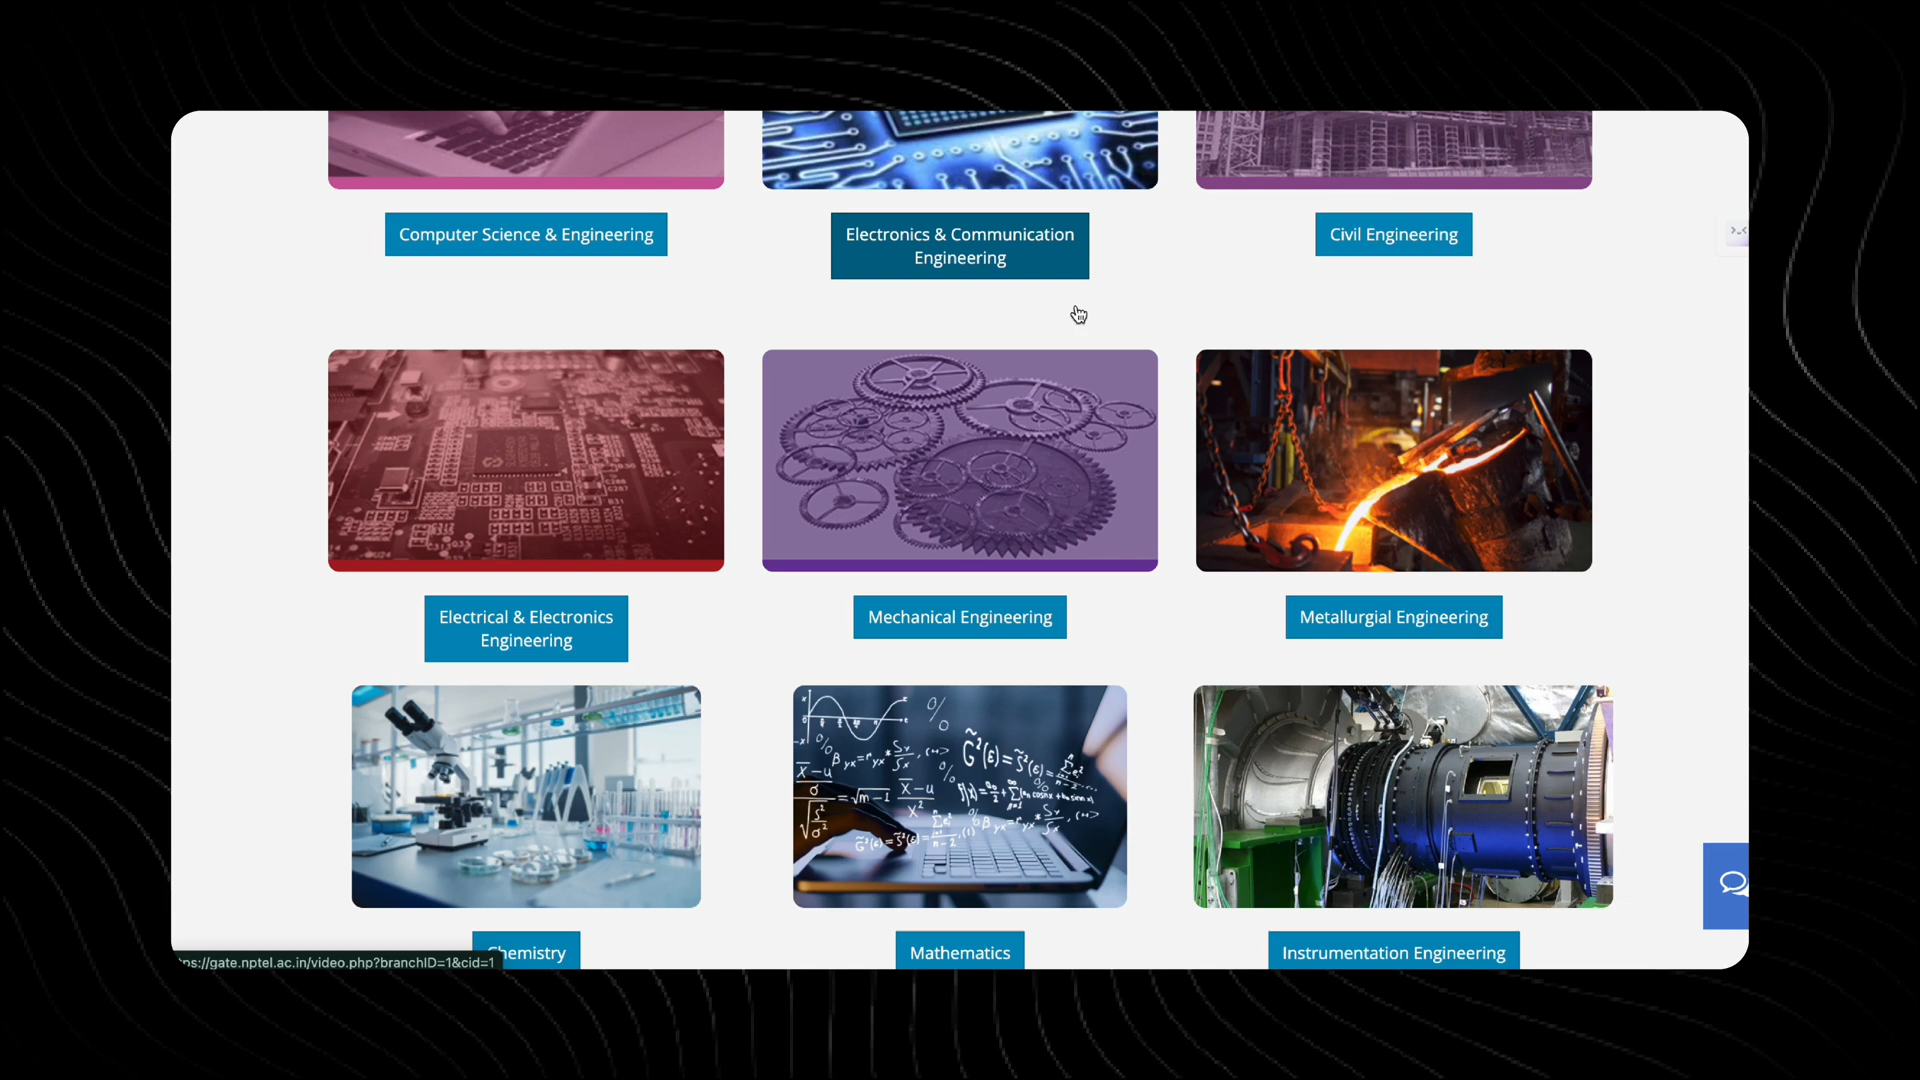 Computer Science & Engineering
Electronics & Communication
Engineering
Civil Engineering
Electrical & Electronics
Engineering
Mechanical Engineering
Metallurgial Engineering
Chemistry
Mathematics
Instrumentation Engineering
ps://gate.nptel.ac.in/video.php?branchID=1&cid=1